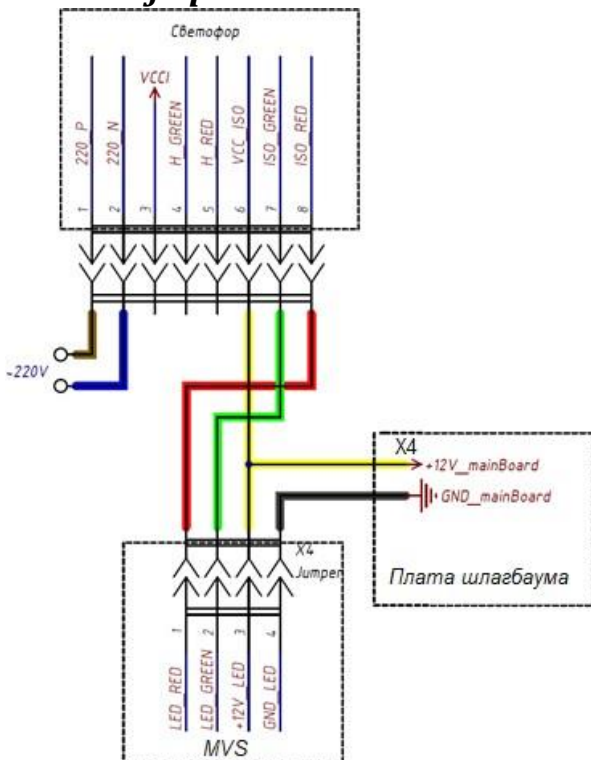 Светофор
220_P
220_N
VCCI
H_GREEN
H_RED
VCC_ISO
ISO_GREEN
ISO_RED
1 2 3 4 5 6 7 8
~220V
X4
+12V_mainBoard
GND_mainBoard
Плата шлагбаума
X4
Jumper
1 2 3 4
LED_RED
LED_GREEN
+12V_LED
GND_LED
MVS